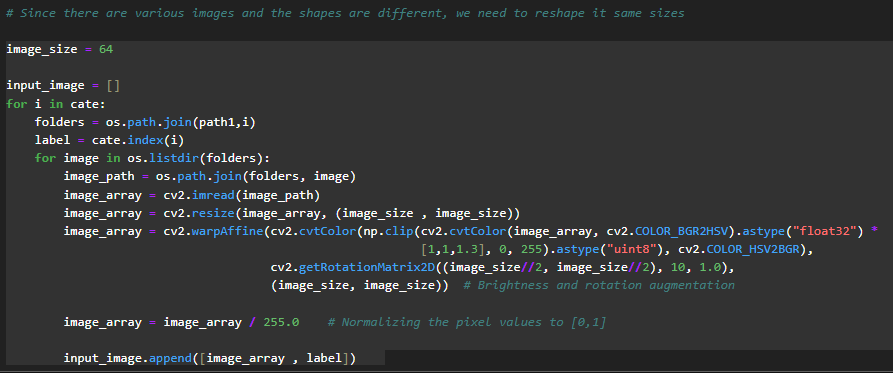 # Since there are various images and the shapes are different, we need to reshape it same sizes
image_size = 64
input_image = []
for i in cate:
    folders = os.path.join(path1,i)
    label = cate.index(i)
    for image in os.listdir(folders):
        image_path = os.path.join(folders, image)
        image_array = cv2.imread(image_path)
        image_array = cv2.resize(image_array, (image_size , image_size))
        image_array = cv2.warpAffine(cv2.cvtColor(np.clip(cv2.cvtColor(image_array, cv2.COLOR_BGR2HSV).astype("float32") *
                                                          [1,1,1.3], 0, 255).astype("uint8"), cv2.COLOR_HSV2BGR),
                                     cv2.getRotationMatrix2D((image_size//2, image_size//2), 10, 1.0),
                                     (image_size, image_size))  # Brightness and rotation augmentation
        image_array = image_array / 255.0    # Normalizing the pixel values to [0,1]
        input_image.append([image_array , label])